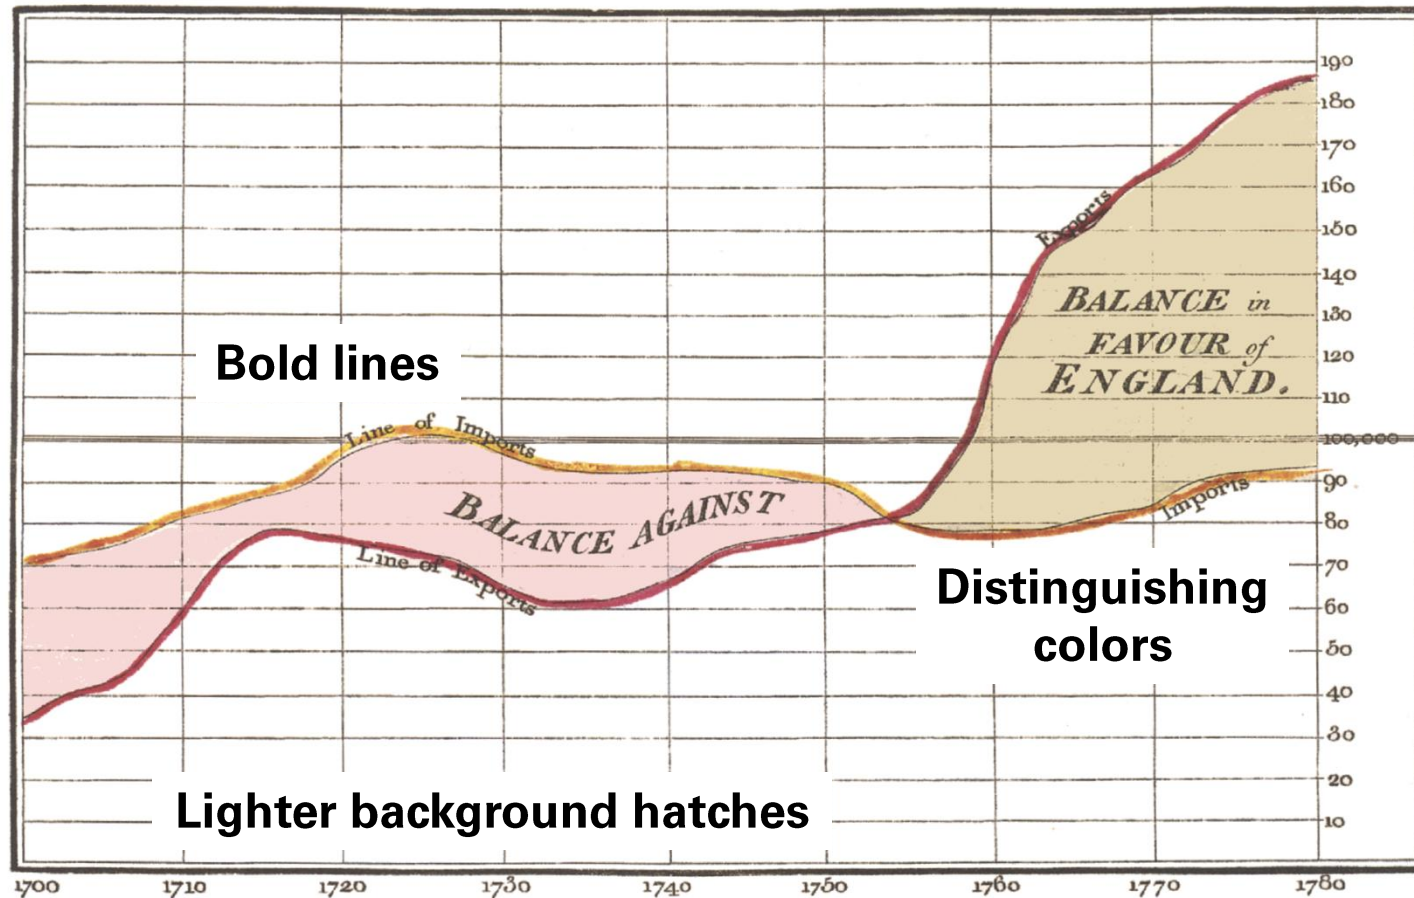 190
180
170
160
Exports
150
140
BALANCE in
130
FAVOUR of
120
ENGLAND.
110
Bold lines
Line of Imports
100,000
90
Imports
BALANCE AGAINST
80
Line of Exports
70
Distinguishing
colors
60
50
40
30
20
Lighter background hatches
10
1700 1710 1720 1730 1740 1750 1760 1770 1780